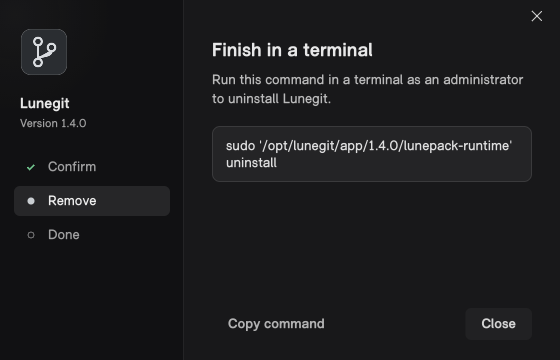 Lunegit
Version 1.4.0
Confirm
Remove
Done
Finish in a terminal
Run this command in a terminal as an administrator
to uninstall Lunegit.
sudo '/opt/lunegit/app/1.4.0/lunepack-runtime'
uninstall
Copy command
Close